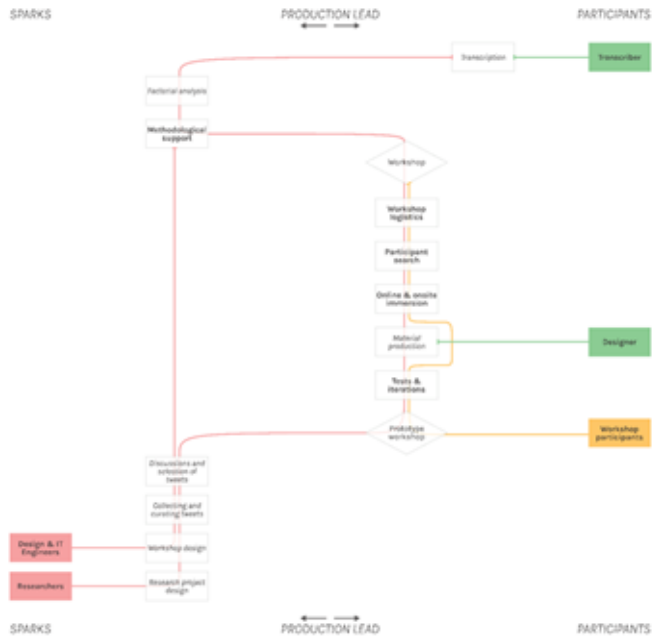 SPARKS
PRODUCTION LEAD
PARTICIPANTS
Transcription
Transcriber
Factorial analysis
Methodological
support
Workshop
Workshop
logistics
Participant
search
Online & onsite
immersion
Material
production
Designer
Tests &
iterations
Prototype
workshop
Workshop
participants
Discussions and
selection of
tweets
Collecting and
curating tweets
Design & IT
Engineers
Workshop design
Researchers
Research project
design
SPARKS
PRODUCTION LEAD
PARTICIPANTS